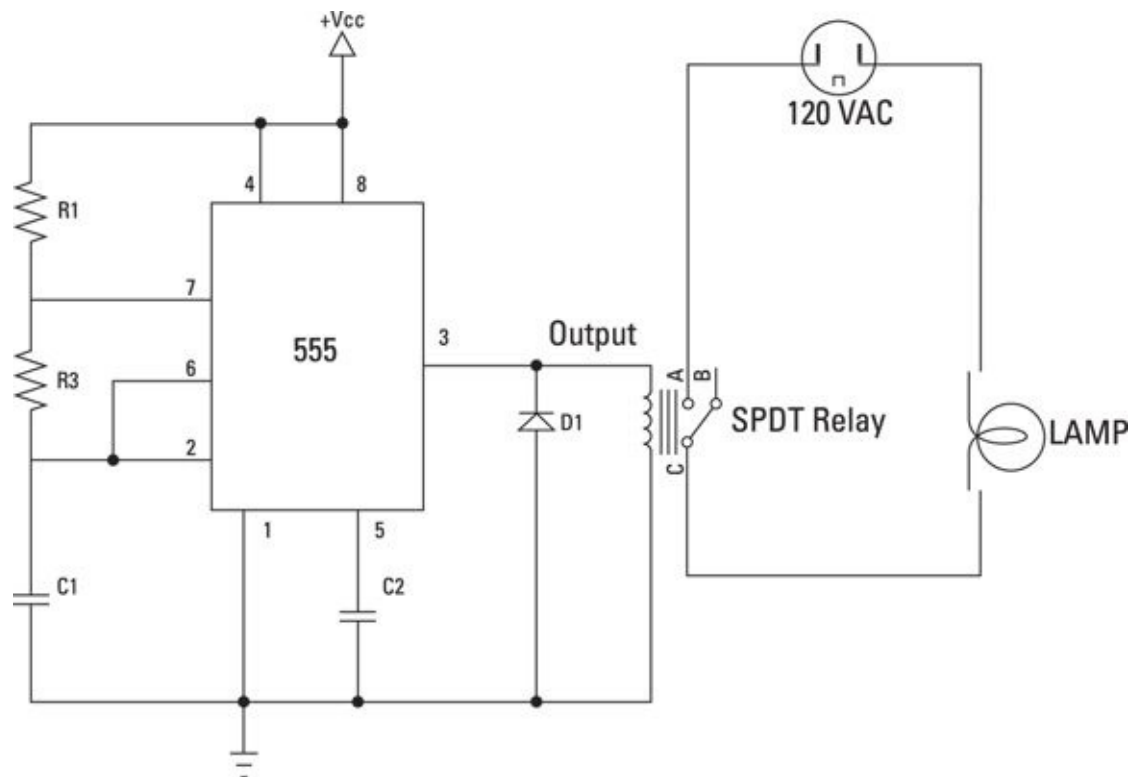 +Vcc
120 VAC
4
8
R1
7
3
Output
555
R3
6
A
B
D1
SPDT Relay
LAMP
2
C
1
5
C1
C2